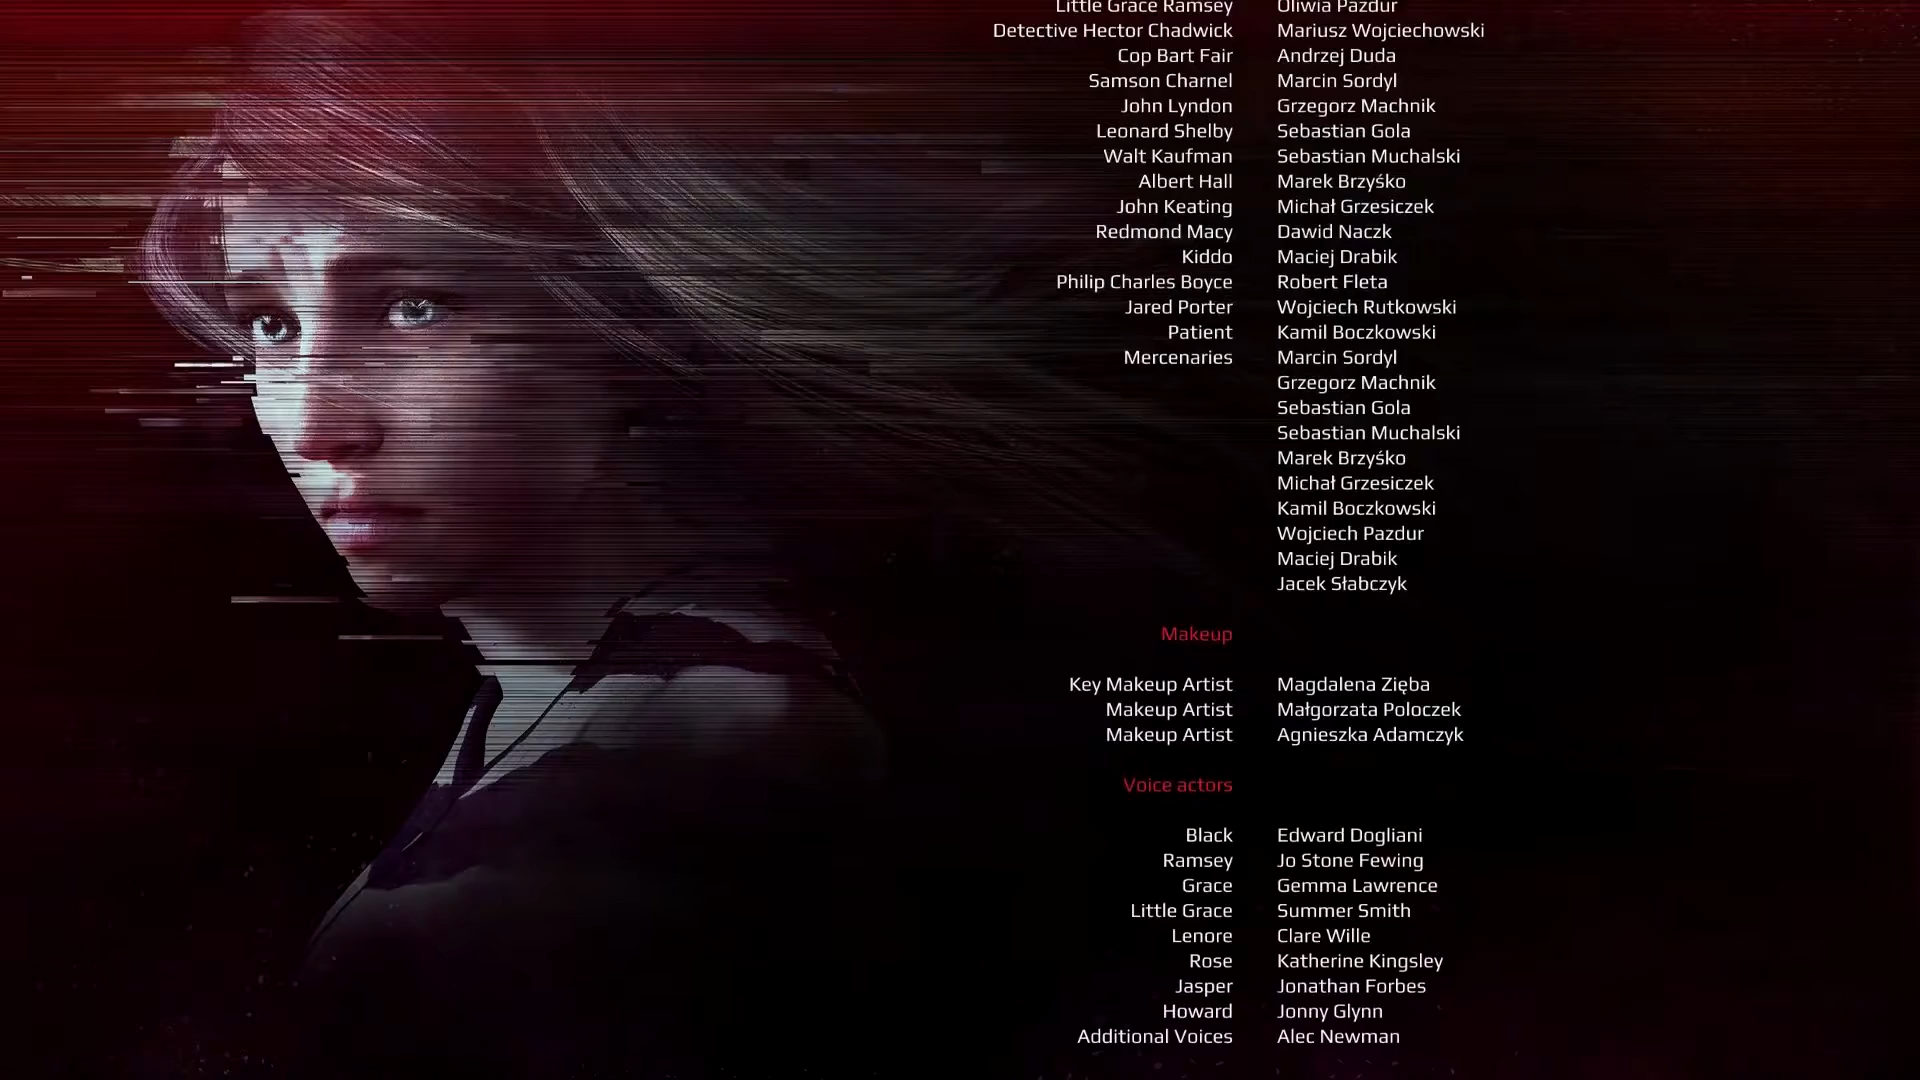 Little Grace Ramsey Oliwia Pazdur
Detective Hector Chadwick Mariusz Wojciechowski
Cop Bart Fair Andrzej Duda
Samson Charnel Marcin Sordyl
John Lyndon Grzegorz Machnik
Leonard Shelby Sebastian Gola
Walt Kaufman Sebastian Muchalski
Albert Hall Marek Brzyśko
John Keating Michał Grzesiczek
Redmond Macy Dawid Naczk
Kiddo Maciej Drabik
Philip Charles Boyce Robert Fleta
Jared Porter Wojciech Rutkowski
Patient Kamil Boczkowski
Mercenaries Marcin Sordyl
Grzegorz Machnik
Sebastian Gola
Sebastian Muchalski
Marek Brzyśko
Michał Grzesiczek
Kamil Boczkowski
Wojciech Pazdur
Maciej Drabik
Jacek Słabczyk
Makeup
Key Makeup Artist Magdalena Zięba
Makeup Artist Małgorzata Poloczek
Makeup Artist Agnieszka Adamczyk
Voice actors
Black Edward Dogliani
Ramsey Jo Stone Fewing
Grace Gemma Lawrence
Little Grace Summer Smith
Lenore Clare Wille
Rose Katherine Kingsley
Jasper Jonathan Forbes
Howard Jonny Glynn
Additional Voices Alec Newman